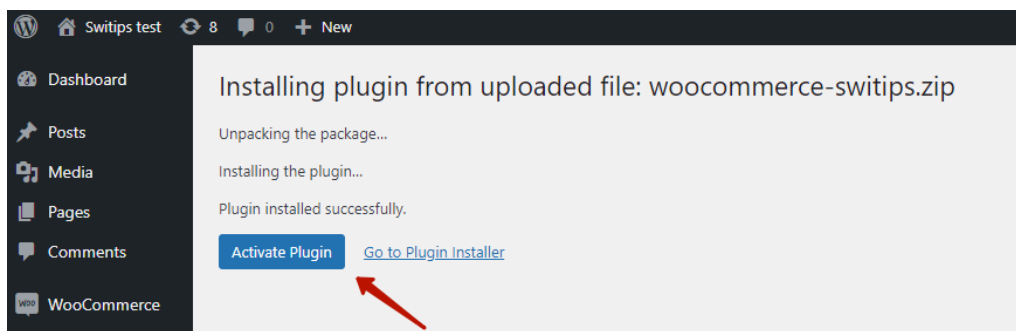 Switips test 8 0 + New
Dashboard
Installing plugin from uploaded file: woocommerce-switips.zip
Posts
Unpacking the package...
Media
Installing the plugin...
Pages
Plugin installed successfully.
Comments
Activate Plugin Go to Plugin Installer
woo WooCommerce